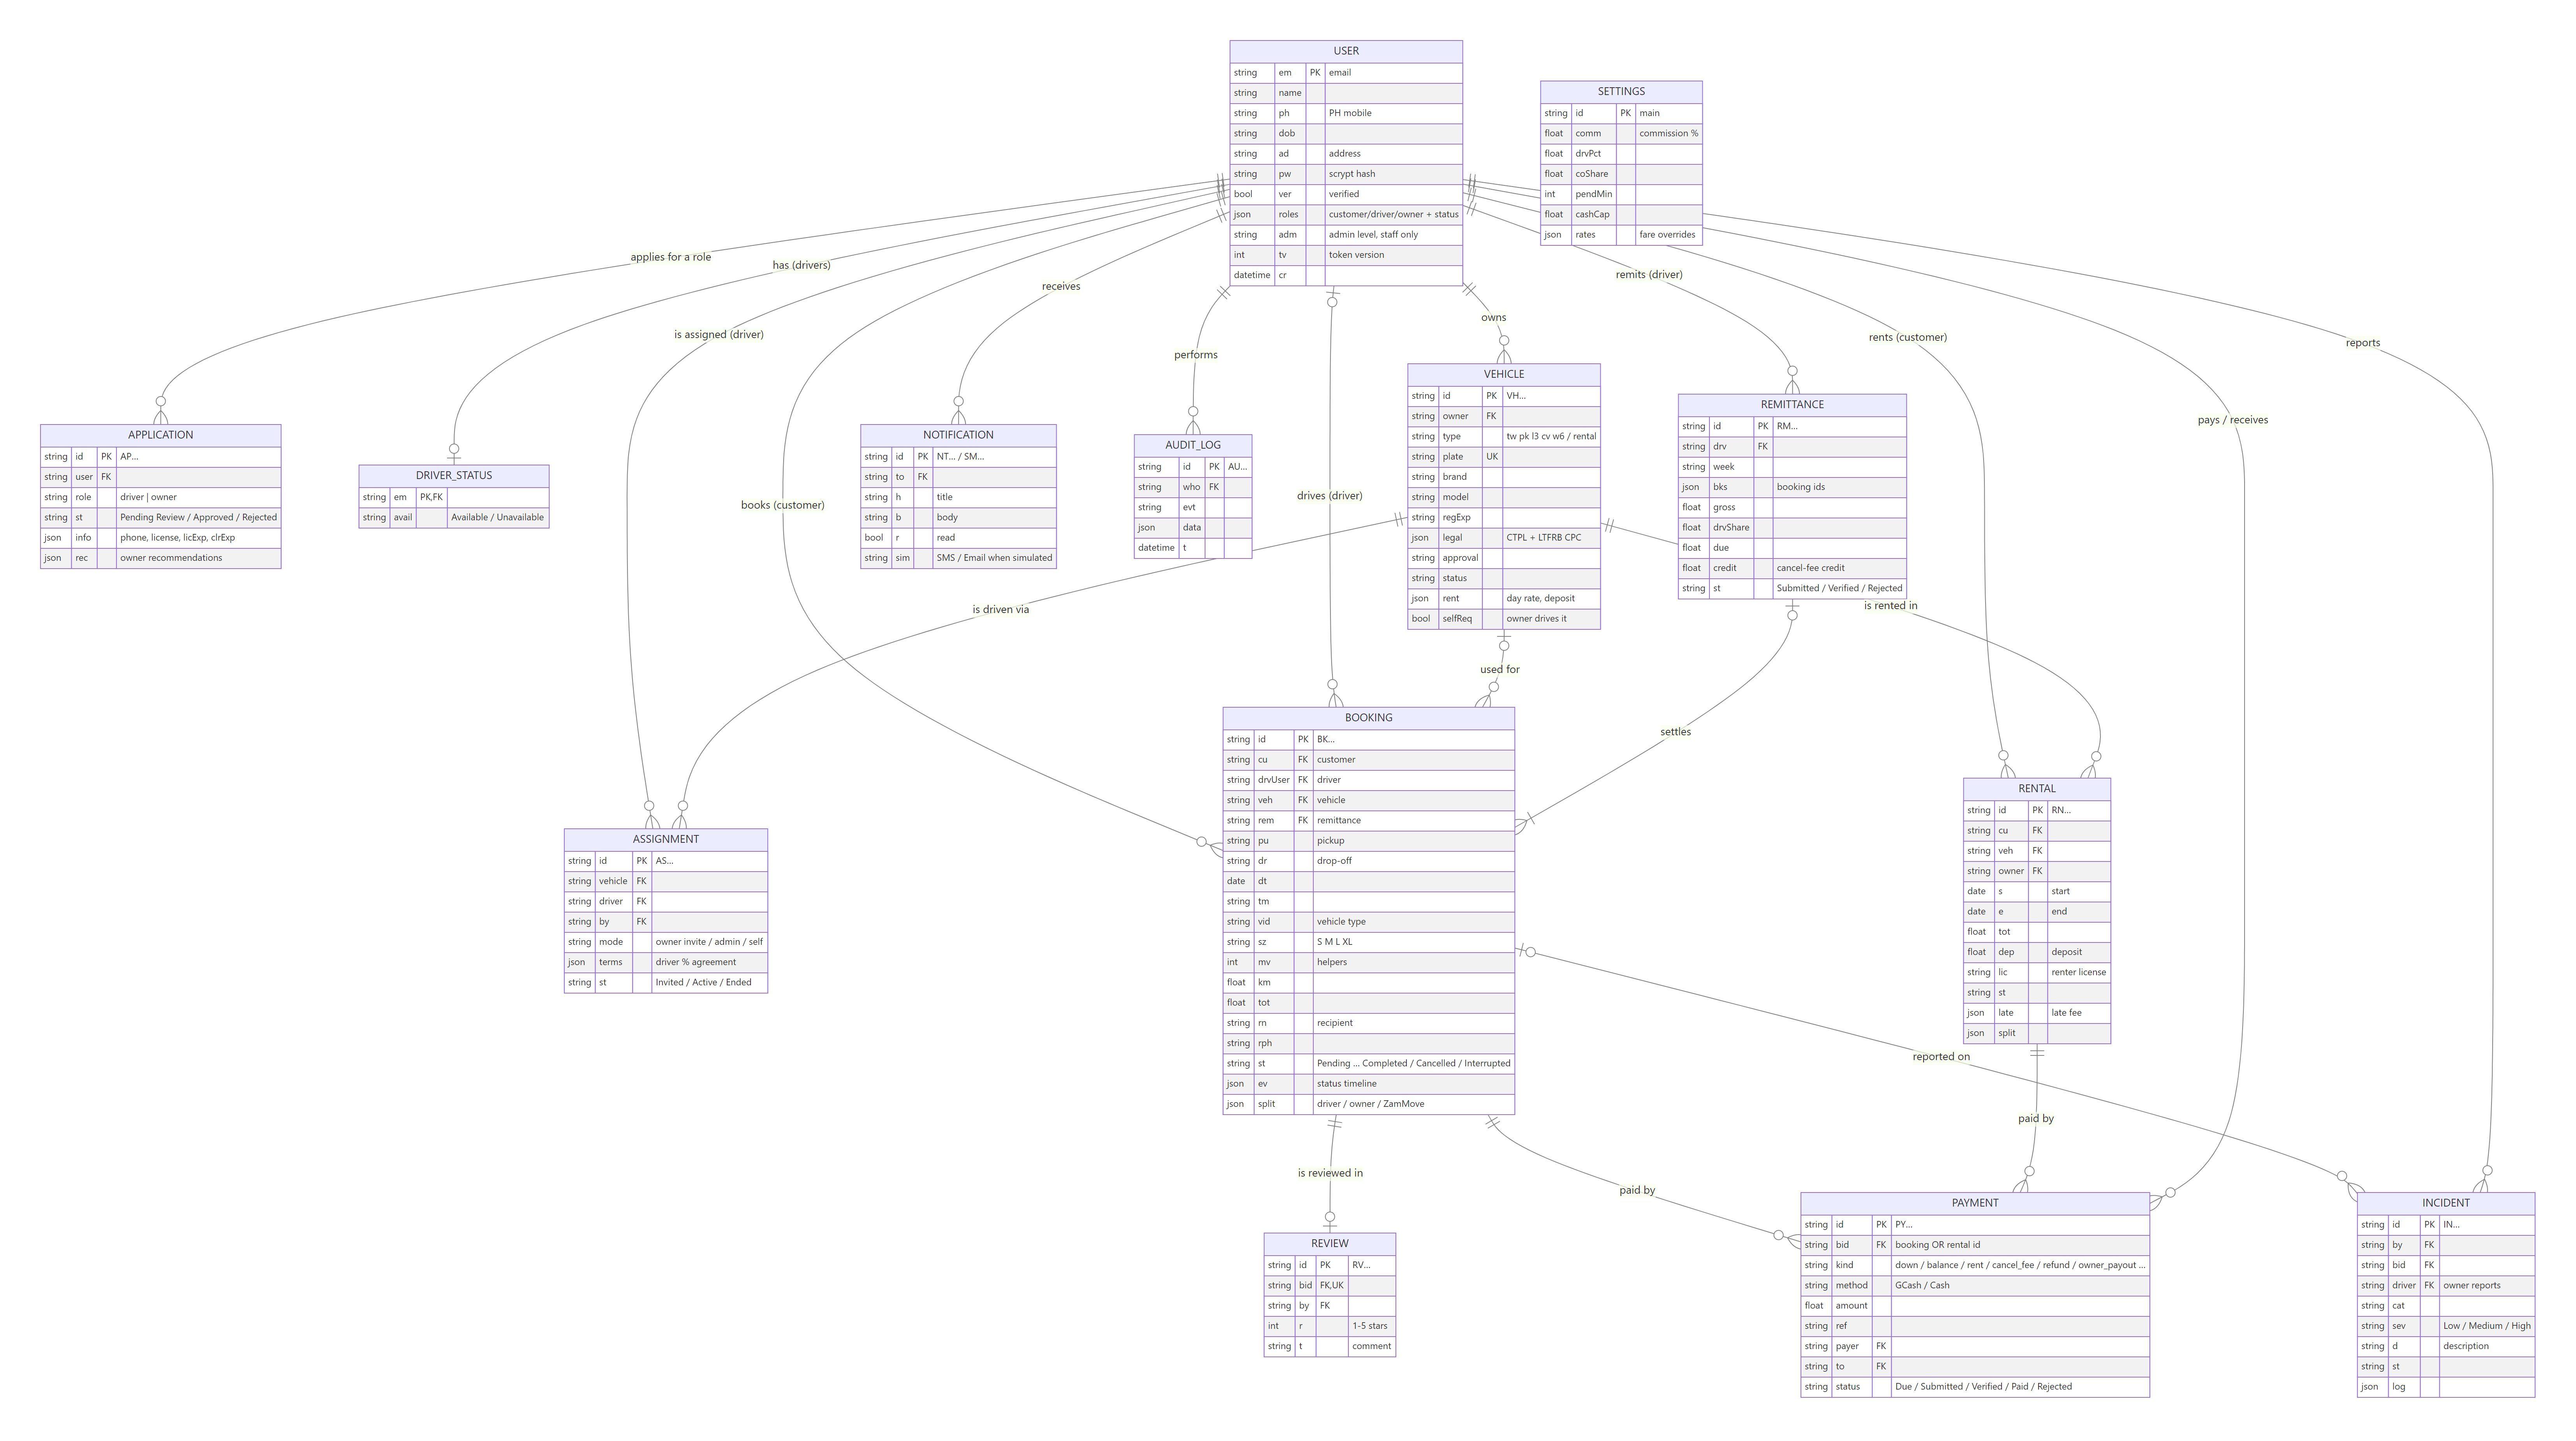 USER
string em PK email
string name
string ph PH mobile
string dob
string ad address
string pw scrypt hash
bool ver verified
json roles customer/driver/owner + status
string adm admin level, staff only
int tv token version
datetime cr
SETTINGS
string id PK main
float comm commission %
float drvPct
float coShare
int pendMin
float cashCap
json rates fare overrides
applies for a role
has (drivers)
is assigned (driver)
books (customer)
receives
performs
drives (driver)
owns
remits (driver)
rents (customer)
pays / receives
reports
APPLICATION
string id PK AP...
string user FK
string role driver | owner
string st Pending Review / Approved / Rejected
json info phone, license, licExp, clrExp
json rec owner recommendations
DRIVER_STATUS
string em PK,FK
string avail Available / Unavailable
NOTIFICATION
string id PK NT... / SM...
string to FK
string h title
string b body
bool r read
string sim SMS / Email when simulated
AUDIT_LOG
string id PK AU...
string who FK
string evt
json data
datetime t
VEHICLE
string id PK VH...
string owner FK
string type tw pk l3 cv w6 / rental
string plate UK
string brand
string model
string regExp
json legal CTPL + LTFRB CPC
string approval
string status
json rent day rate, deposit
bool selfReq owner drives it
REMITTANCE
string id PK RM...
string drv FK
string week
json bks booking ids
float gross
float drvShare
float due
float credit cancel-fee credit
string st Submitted / Verified / Rejected
is driven via
is rented in
used for
settles
BOOKING
string id PK BK...
string cu FK customer
string drvUser FK driver
string veh FK vehicle
string rem FK remittance
string pu pickup
string dr drop-off
date dt
string tm
string vid vehicle type
string sz S M L XL
int mv helpers
float km
float tot
string rn recipient
string rph
string st Pending ... Completed / Cancelled / Interrupted
json ev status timeline
json split driver / owner / ZamMove
RENTAL
string id PK RN...
string cu FK
string veh FK
string owner FK
date s start
date e end
float tot
float dep deposit
string lic renter license
string st
json late late fee
json split
ASSIGNMENT
string id PK AS...
string vehicle FK
string driver FK
string by FK
string mode owner invite / admin / self
json terms driver % agreement
string st Invited / Active / Ended
reported on
paid by
is reviewed in
paid by
REVIEW
string id PK RV...
string bid FK,UK
string by FK
int r 1-5 stars
string t comment
PAYMENT
string id PK PY...
string bid FK booking OR rental id
string kind down / balance / rent / cancel_fee / refund / owner_payout ...
string method GCash / Cash
float amount
string ref
string payer FK
string to FK
string status Due / Submitted / Verified / Paid / Rejected
INCIDENT
string id PK IN...
string by FK
string bid FK
string driver FK owner reports
string cat
string sev Low / Medium / High
string d description
string st
json log